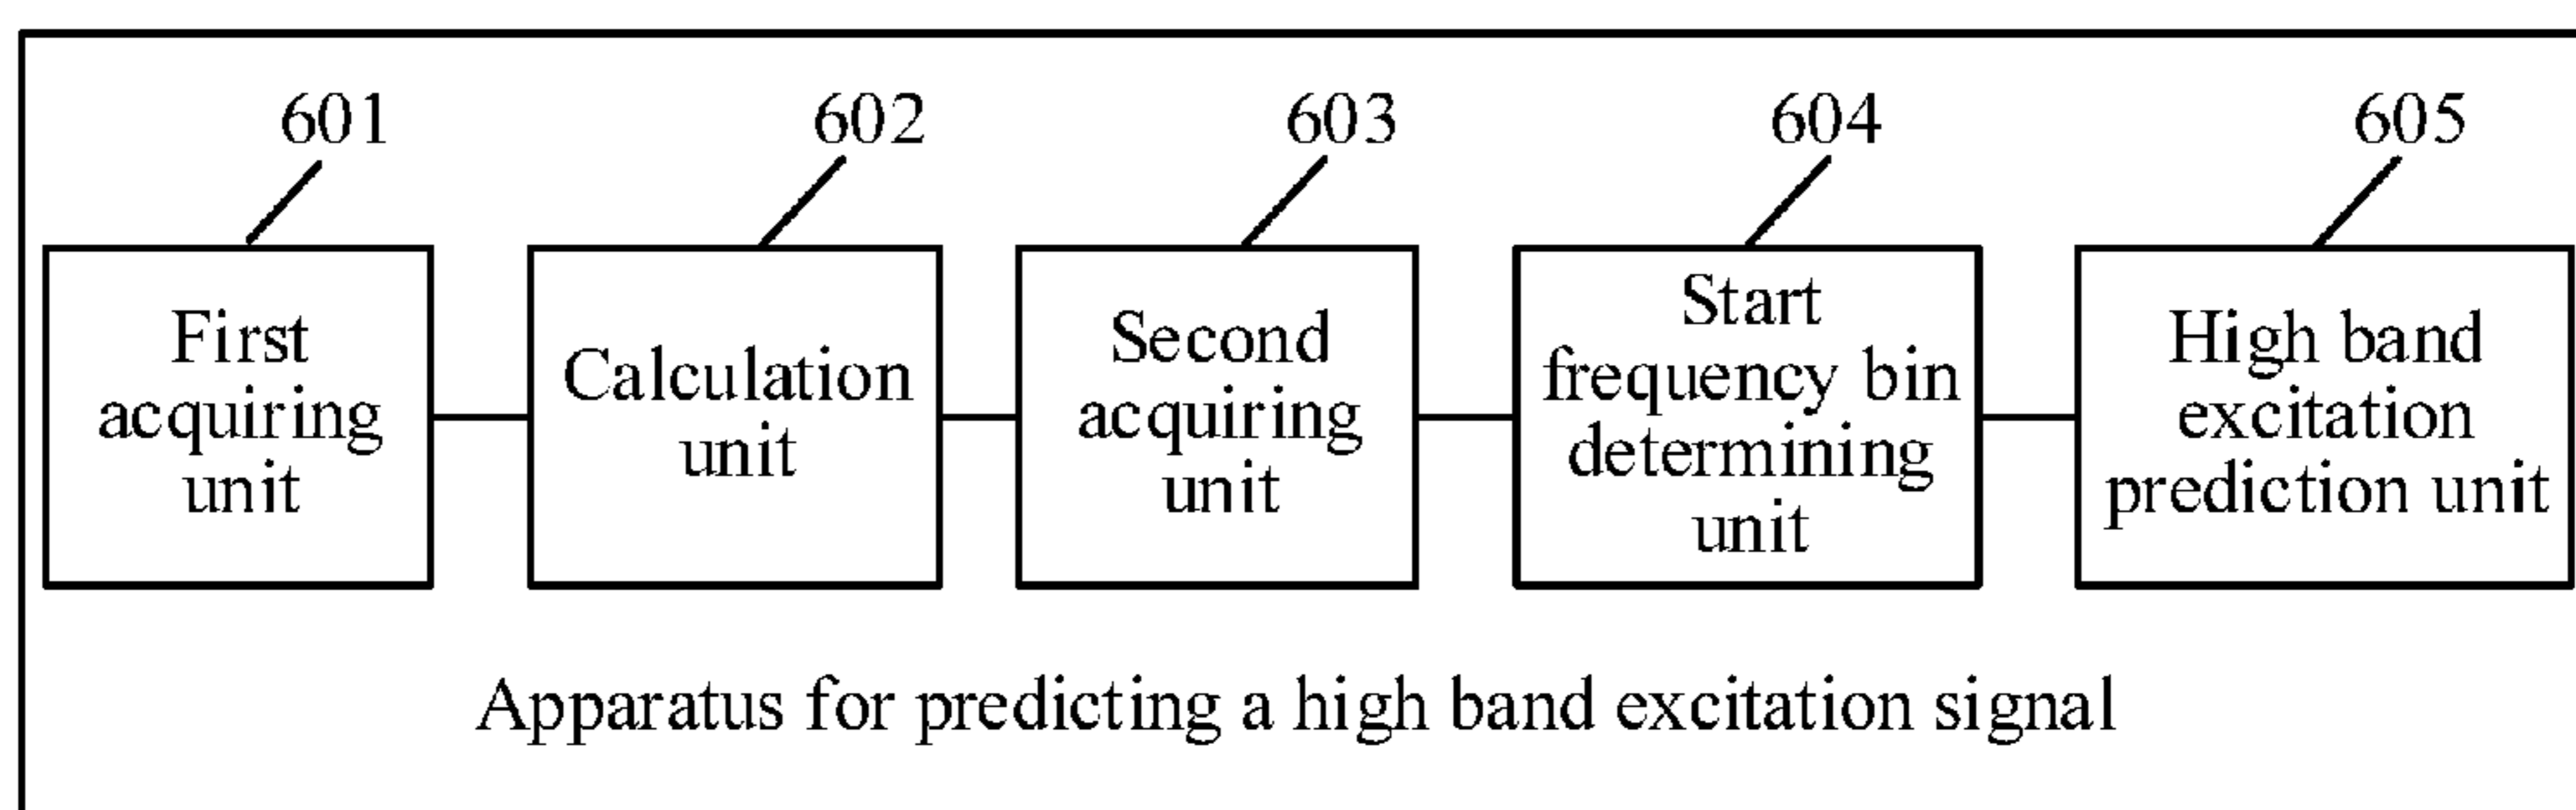 601
602
603
604
605
First
acquiring
unit
Calculation
unit
Second
acquiring
unit
Start
frequency bin
determining
unit
High band
excitation
prediction unit
Apparatus for predicting a high band excitation signal